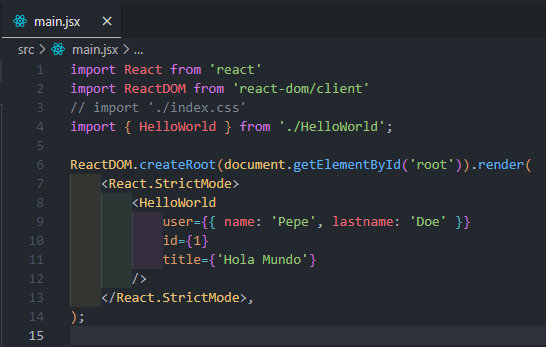 main.jsx ×
src > main.jsx > ...
1 import React from 'react'
2 import ReactDOM from 'react-dom/client'
3 // import './index.css'
4 import { HelloWorld } from './HelloWorld';
5
6 ReactDOM.createRoot(document.getElementById('root')).render(
7     <React.StrictMode>
8         <HelloWorld
9             user={{ name: 'Pepe', lastname: 'Doe' }}
10             id={1}
11             title={'Hola Mundo'}
12         />
13     </React.StrictMode>,
14 );
15